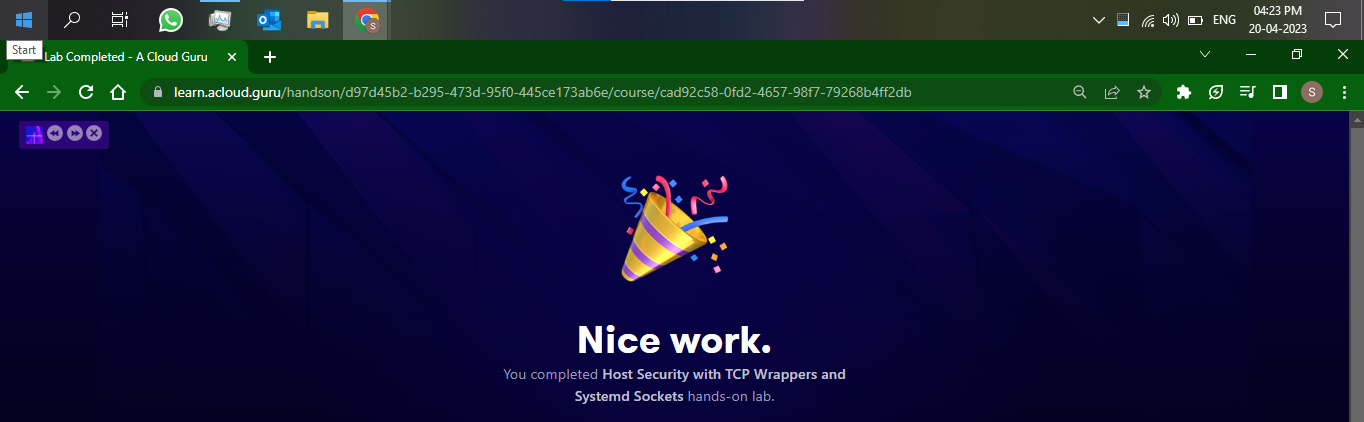 ENG
04:23 PM
20-04-2023
Start
Lab Completed - A Cloud Guru
learn.acloud.guru/handson/d97d45b2-b295-473d-95f0-445ce173ab6e/course/cad92c58-0fd2-4657-98f7-79268b4ff2db
S
Nice work.
You completed Host Security with TCP Wrappers and
Systemd Sockets hands-on lab.